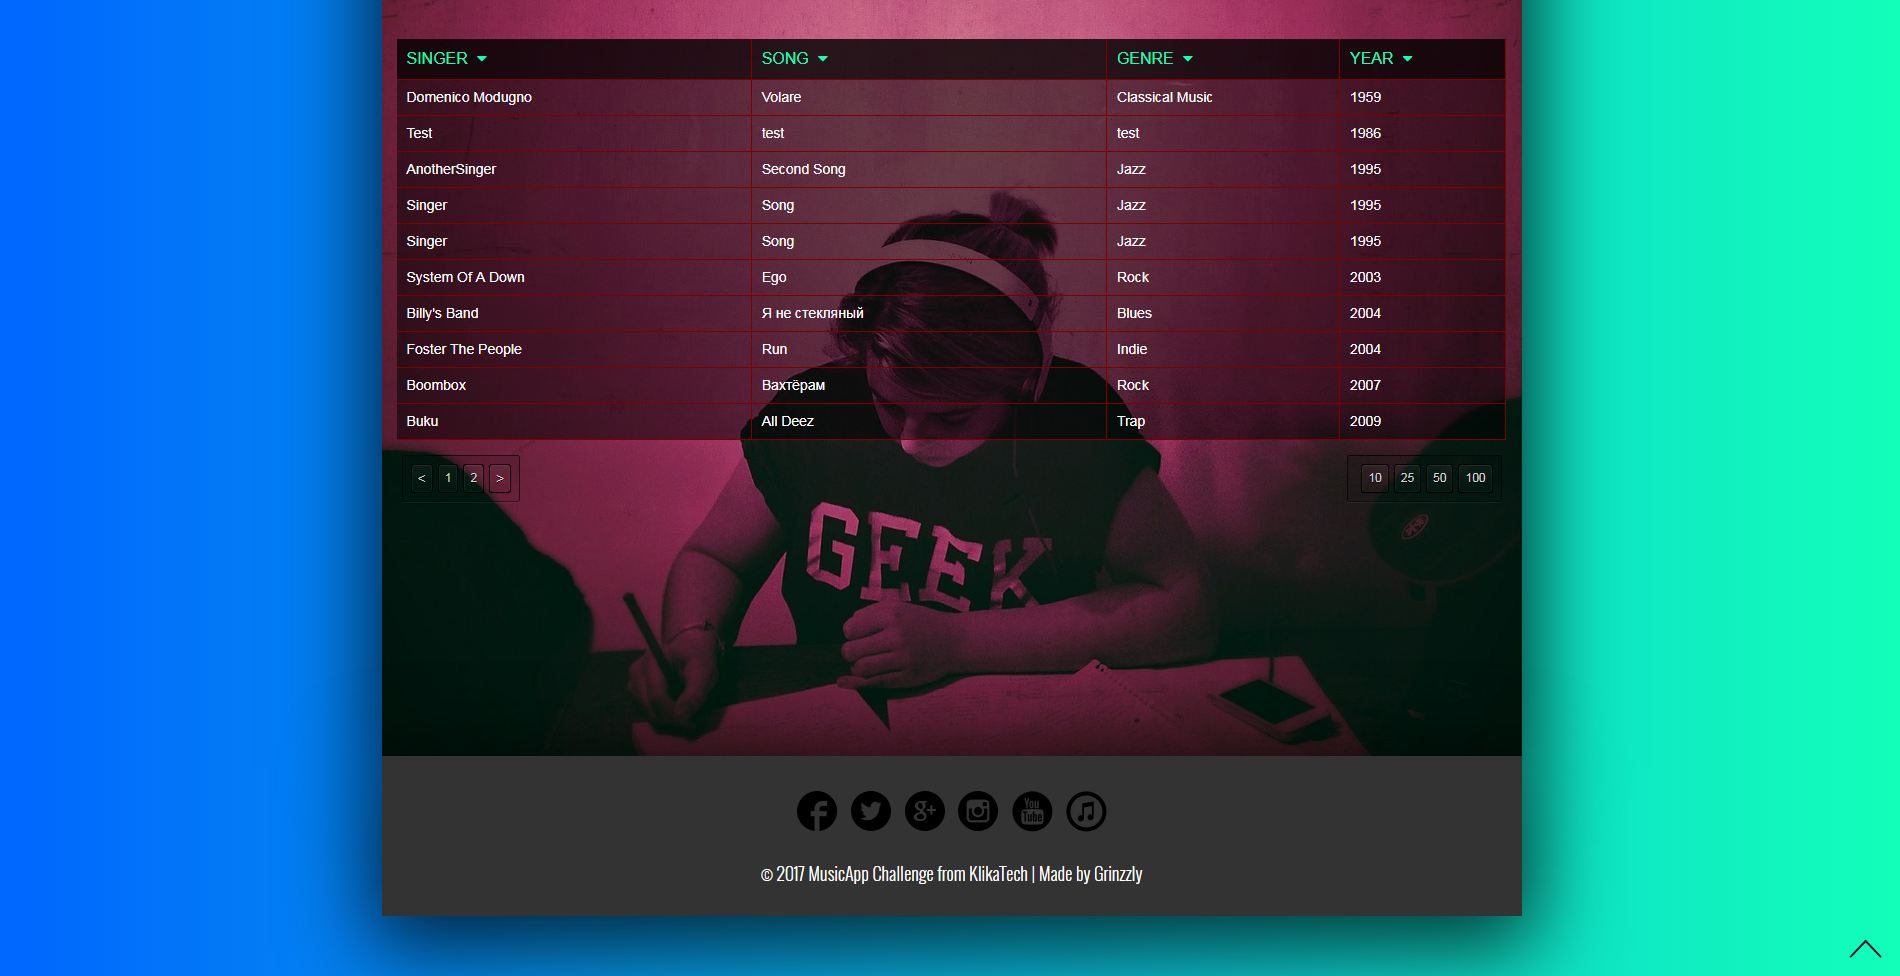 SINGER SONG GENRE YEAR
Domenico Modugno Volare Classical Music 1959
Test test test 1986
AnotherSinger Second Song Jazz 1995
Singer Song Jazz 1995
Singer Song Jazz 1995
System Of A Down Ego Rock 2003
Billy's Band Я не стекляный Blues 2004
Foster The People Run Indie 2004
Boombox Вахтёрам Rock 2007
Buku All Deez Trap 2009
< 1 2 > 10 25 50 100
GEEK
f g+ You Tube
© 2017 MusicApp Challenge from KlikaTech | Made by Grinzzly